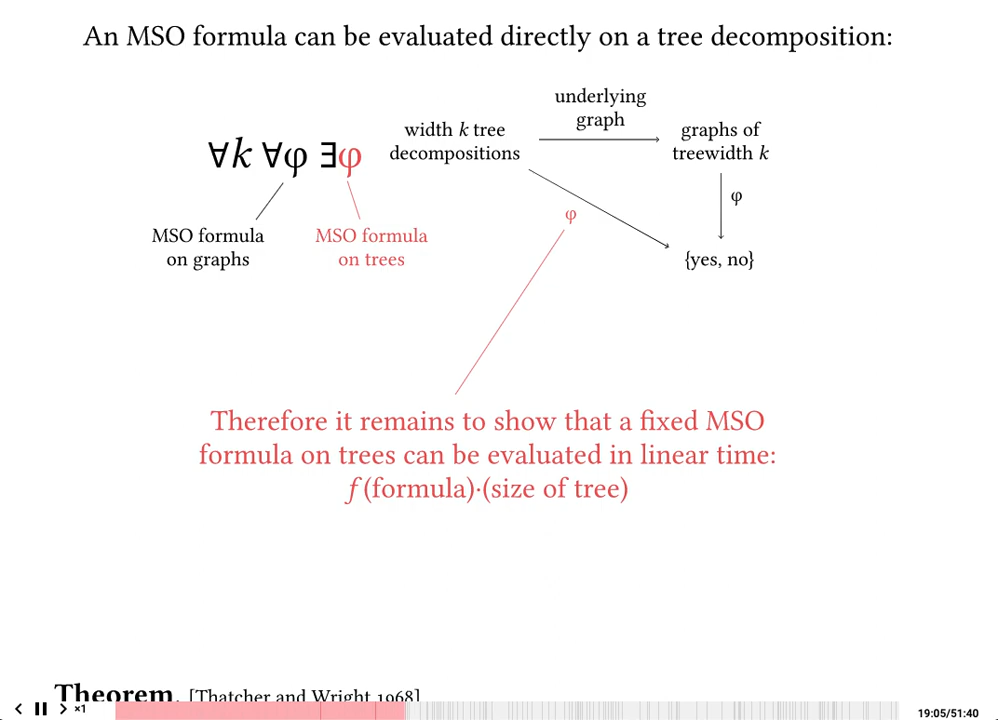 An MSO formula can be evaluated directly on a tree decomposition:
∀k ∀φ ∃φ
MSO formula
on graphs
MSO formula
on trees
width k tree
decompositions
underlying
graph
graphs of
treewidth k
φ
φ
{yes, no}
Therefore it remains to show that a fixed MSO
formula on trees can be evaluated in linear time:
f(formula)·(size of tree)
Theorem. [Thatcher and Wright 1968]
×1
19:05/51:40